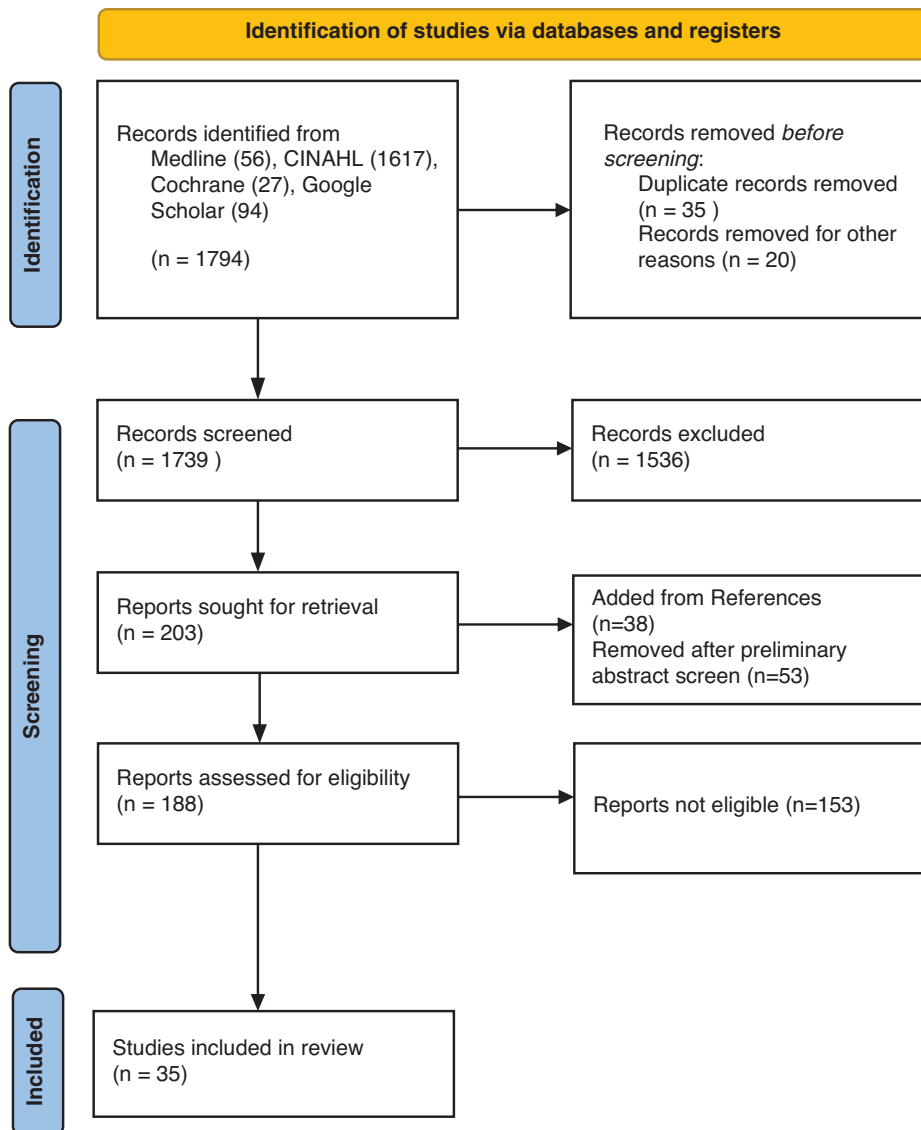 Identification of studies via databases and registers
Identification
Records identified from
Medline (56), CINAHL (1617),
Cochrane (27), Google
Scholar (94)
(n = 1794)
Records removed before
screening:
Duplicate records removed
(n = 35 )
Records removed for other
reasons (n = 20)
Screening
Records screened
(n = 1739 )
Records excluded
(n = 1536)
Reports sought for retrieval
(n = 203)
Added from References
(n=38)
Removed after preliminary
abstract screen (n=53)
Reports assessed for eligibility
(n = 188)
Reports not eligible (n=153)
Included
Studies included in review
(n = 35)